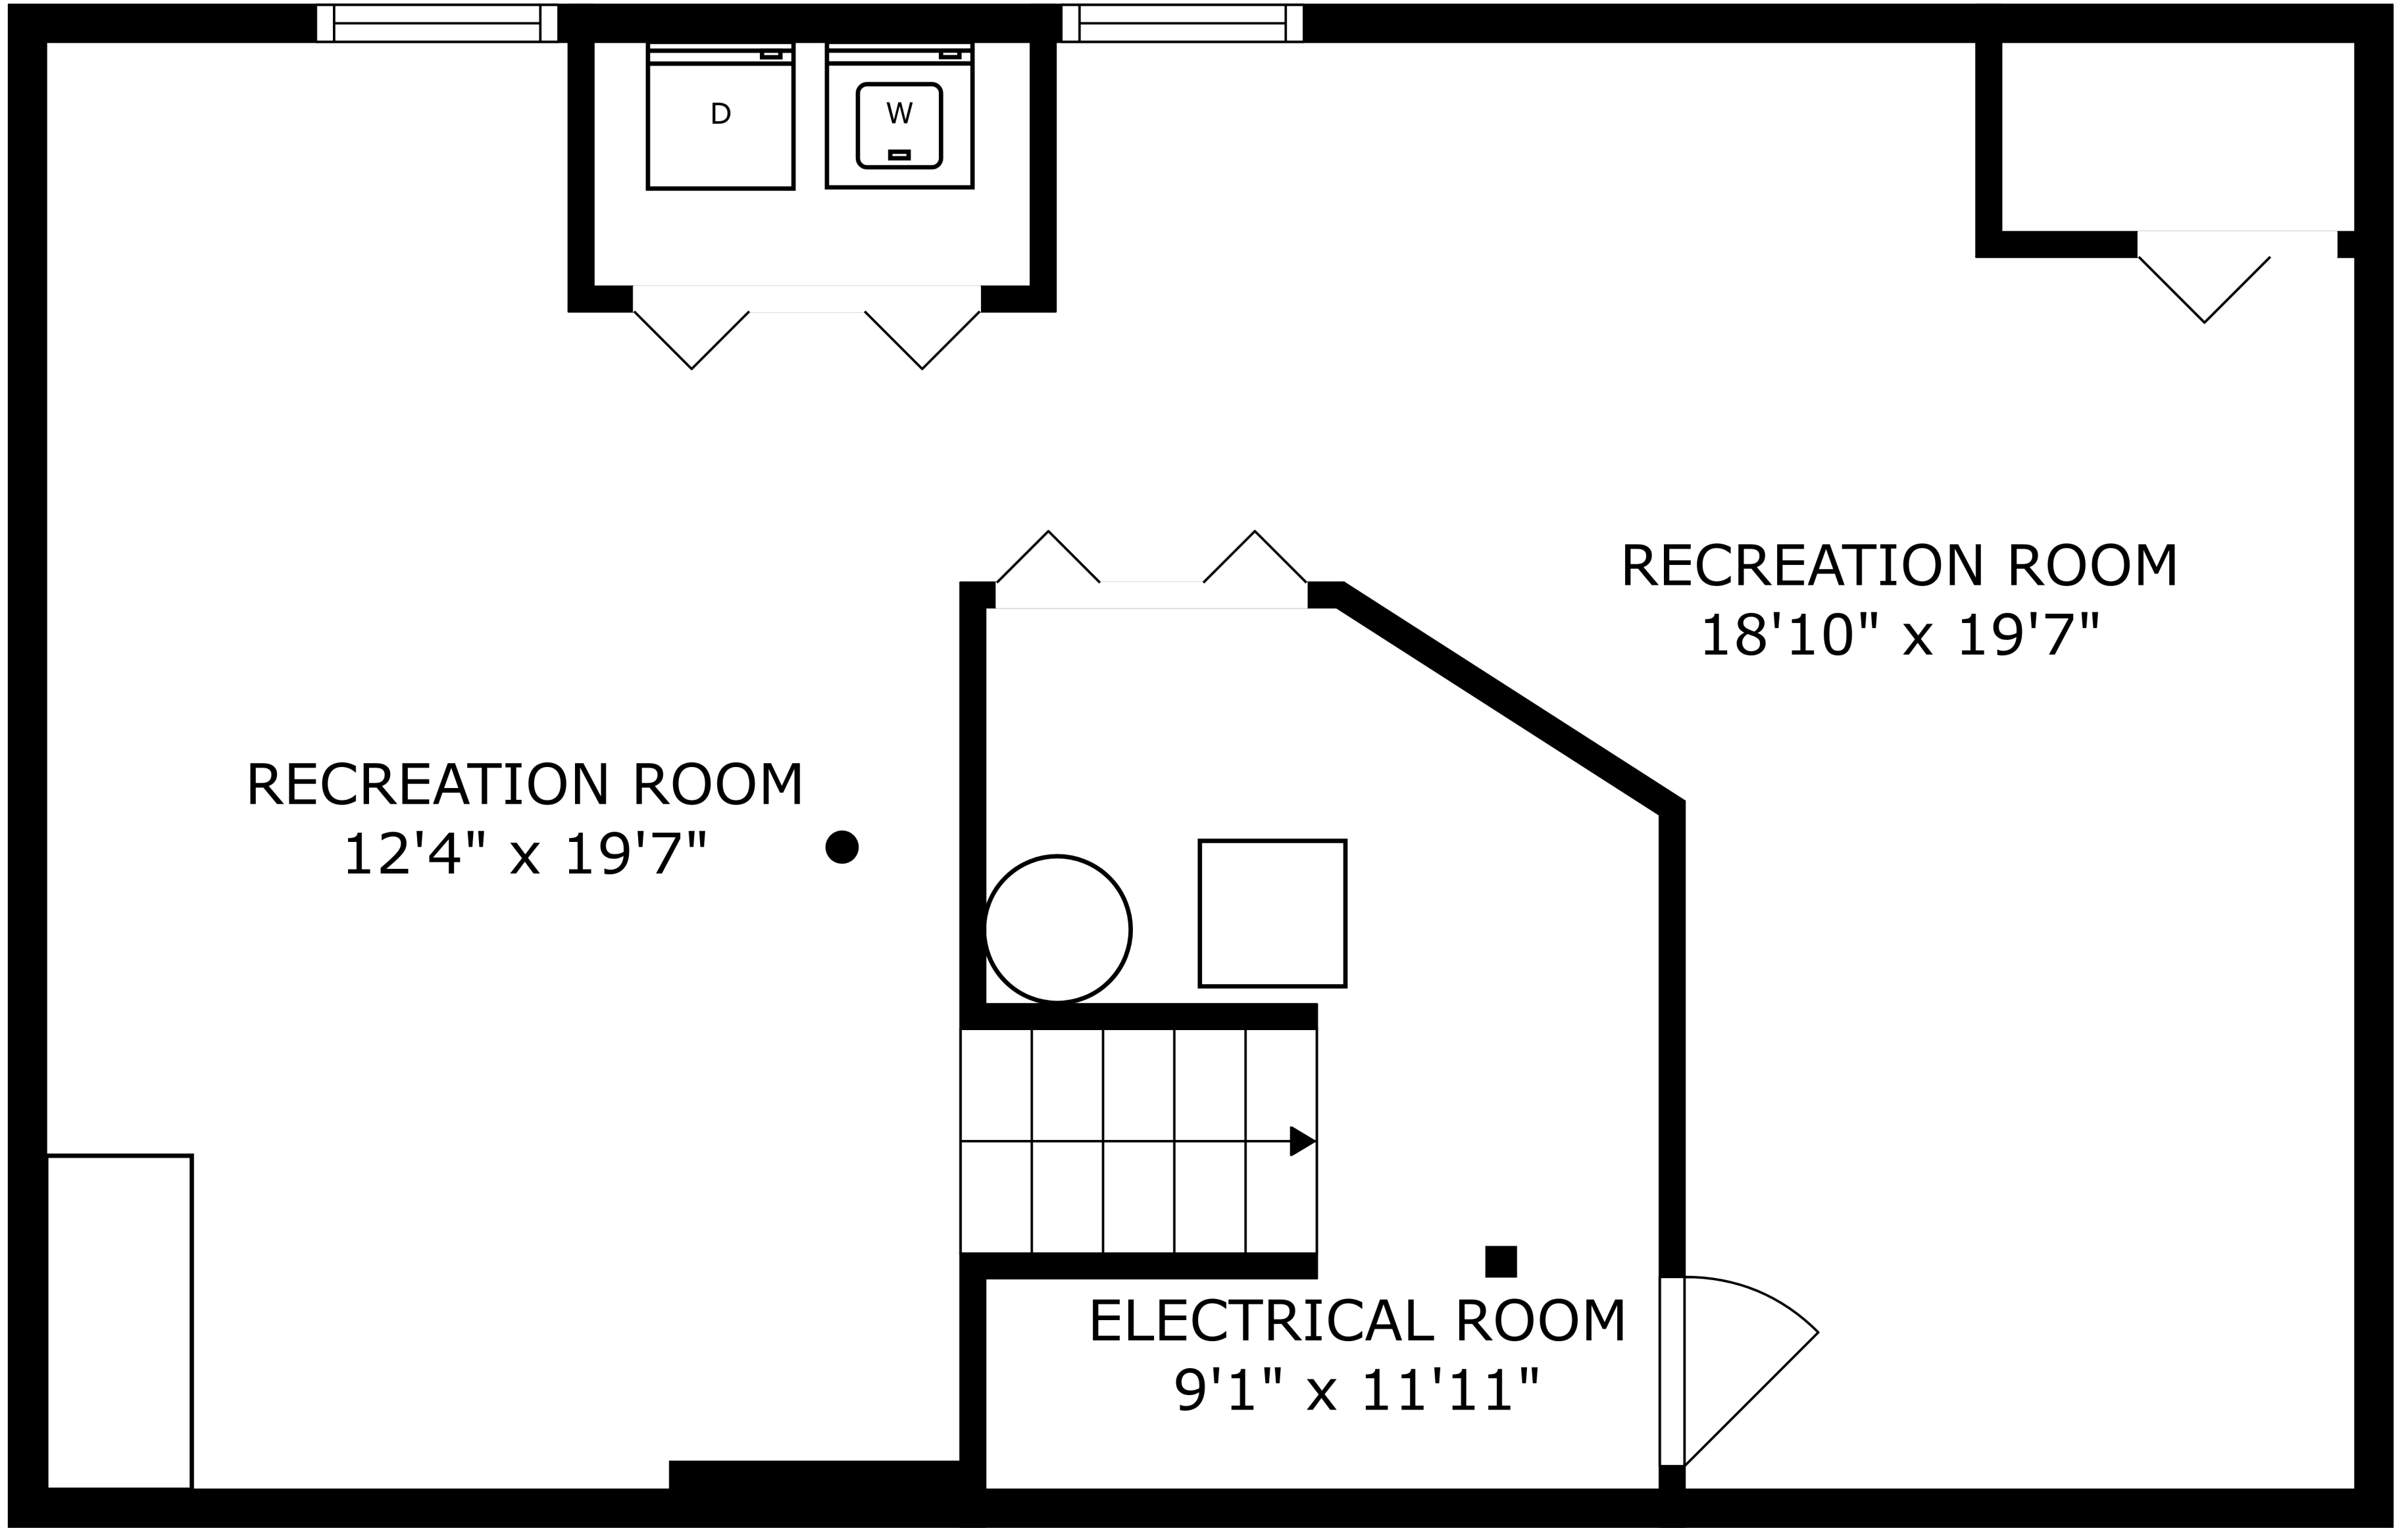 D
W
RECREATION ROOM
18'10" x 19'7"
RECREATION ROOM
12'4" x 19'7"
ELECTRICAL ROOM
9'1" x 11'11"